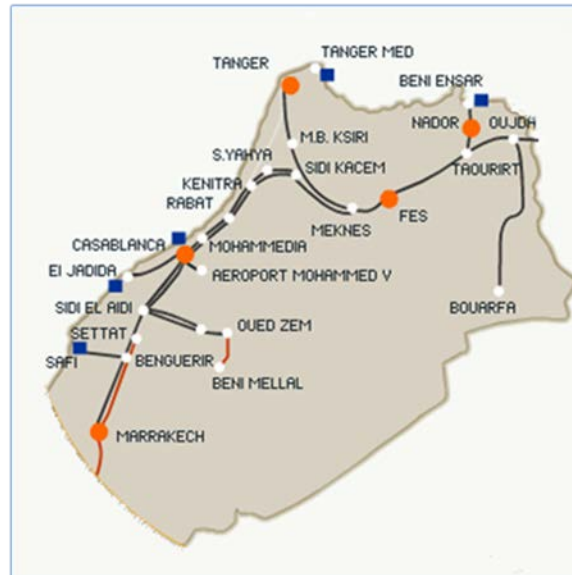 TANGER MED
TANGER
BENI ENSAR
NADOR
OUJDA
M.B. KSIRI
S.YAHYA
SIDI KACEM
TAOURIRT
KENITRA
RABAT
MEKNES
FES
CASABLANCA
MOHAMMEDIA
EI JADIDA
AEROPORT MOHAMMED V
BOUARFA
SIDI EL AIDI
SETTAT
OUED ZEM
SAFI
BENGUERIR
BENI MELLAL
MARRAKECH